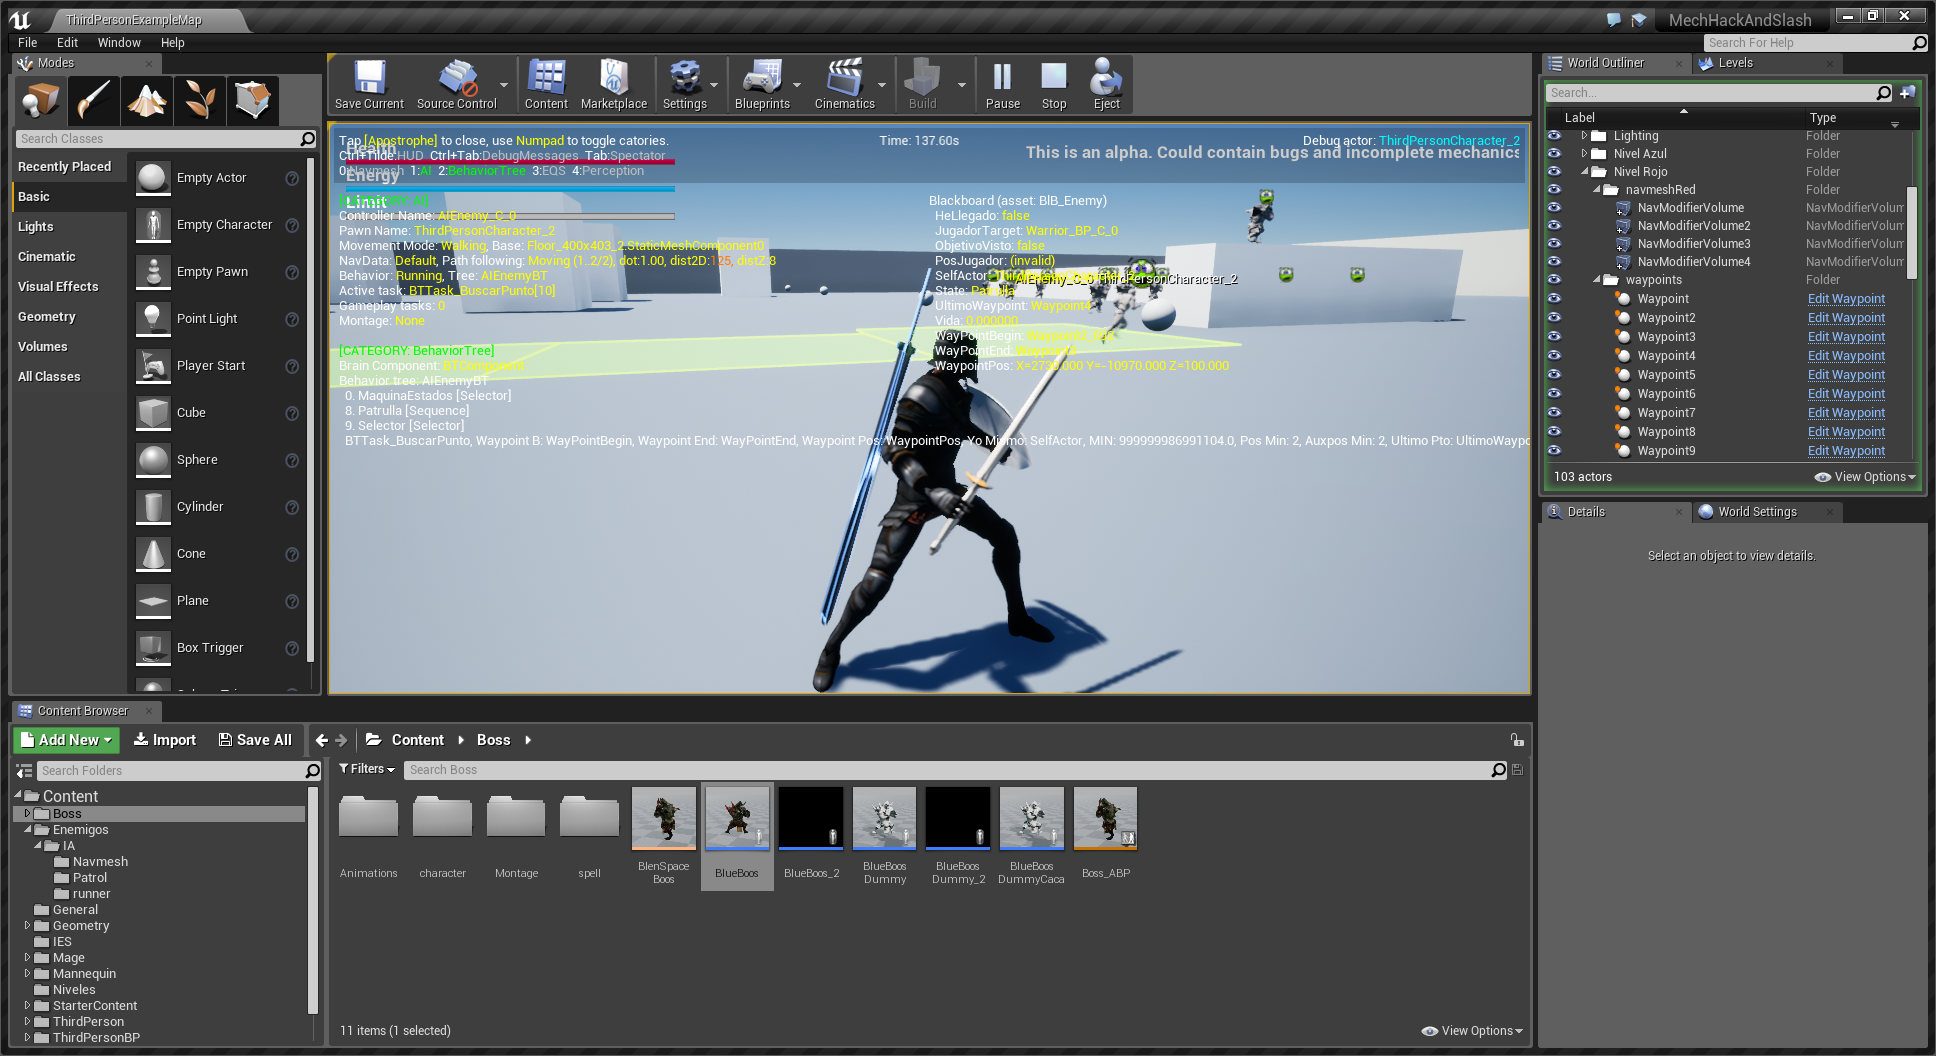 ThirdPersonExampleMap
MechHackAndSlash
File Edit Window Help
Search For Help
Modes
Search Classes
Recently Placed
Basic
Lights
Cinematic
Visual Effects
Geometry
Volumes
All Classes
Empty Actor
Empty Character
Empty Pawn
Point Light
Player Start
Cube
Sphere
Cylinder
Cone
Plane
Box Trigger
Save Current
Source Control
Content
Marketplace
Settings
Blueprints
Cinematics
Build
Pause
Stop
Eject
Tap [Apostrophe] to close, use Numpad to toggle catories.
Time: 137.60s
Debug actor: ThirdPersonCharacter_2
Health
Ctrl+Tilde:HUD Ctrl+Tab:DebugMessages Tab:Spectator
This is an alpha. Could contain bugs and incomplete mechanics
0:Navmesh 1:AI 2:BehaviorTree 3:EQS 4:Perception
Energy
Limit
[CATEGORY: AI]
Controller Name: AIEnemy_C_0
Pawn Name: ThirdPersonCharacter_2
Movement Mode: Walking, Base: Floor_400x403_2.StaticMeshComponent0
NavData: Default, Path following: Moving (1..2/2), dot:1.00, dist2D:125, distZ:8
Behavior: Running, Tree: AIEnemyBT
Active task: BTTask_BuscarPunto[10]
Gameplay tasks: 0
Montage: None
[CATEGORY: BehaviorTree]
Brain Component:
Behavior tree: AIEnemyBT
0. MaquinaEstados [Selector]
8. Patrulla [Sequence]
9. Selector [Selector]
BTTask_BuscarPunto, Waypoint B: WayPointBegin, Waypoint End: WayPointEnd, Waypoint Pos: WaypointPos, Yo Mismo: SelfActor, MIN: 999999986991104.0, Pos Min: 2, Auxpos Min: 2, Ultimo Pto: UltimoWaypo
Blackboard (asset: BlB_Enemy)
HeLlegado: false
JugadorTarget: Warrior_BP_C_0
ObjetivoVisto: false
PosJugador: (invalid)
SelfActor:
AIEnemy_C_0 ThirdPersonCharacter_2
State: Patrulla
UltimoWaypoint: Waypoint4
Vida: 0.000000
WayPointBegin:
WayPointEnd:
WaypointPos: X=2730.000 Y=-10970.000 Z=100.000
World Outliner
Levels
Search...
Label Type
Lighting Folder
Nivel Azul Folder
Nivel Rojo Folder
navmeshRed Folder
NavModifierVolume NavModifierVolum
NavModifierVolume2 NavModifierVolum
NavModifierVolume3 NavModifierVolum
NavModifierVolume4 NavModifierVolum
waypoints Folder
Waypoint Edit Waypoint
Waypoint2 Edit Waypoint
Waypoint3 Edit Waypoint
Waypoint4 Edit Waypoint
Waypoint5 Edit Waypoint
Waypoint6 Edit Waypoint
Waypoint7 Edit Waypoint
Waypoint8 Edit Waypoint
Waypoint9 Edit Waypoint
103 actors
View Options
Details
World Settings
Select an object to view details.
Content Browser
Add New
Import
Save All
Content
Boss
Search Folders
Filters
Search Boss
Content
Boss
Enemigos
IA
Navmesh
Patrol
runner
General
Geometry
IES
Mage
Mannequin
Niveles
StarterContent
ThirdPerson
ThirdPersonBP
Animations
character
Montage
spell
BlenSpace
Boos
BlueBoos
BlueBoos_2
BlueBoos
Dummy
BlueBoos
Dummy_2
BlueBoos
DummyCaca
Boss_ABP
11 items (1 selected)
View Options